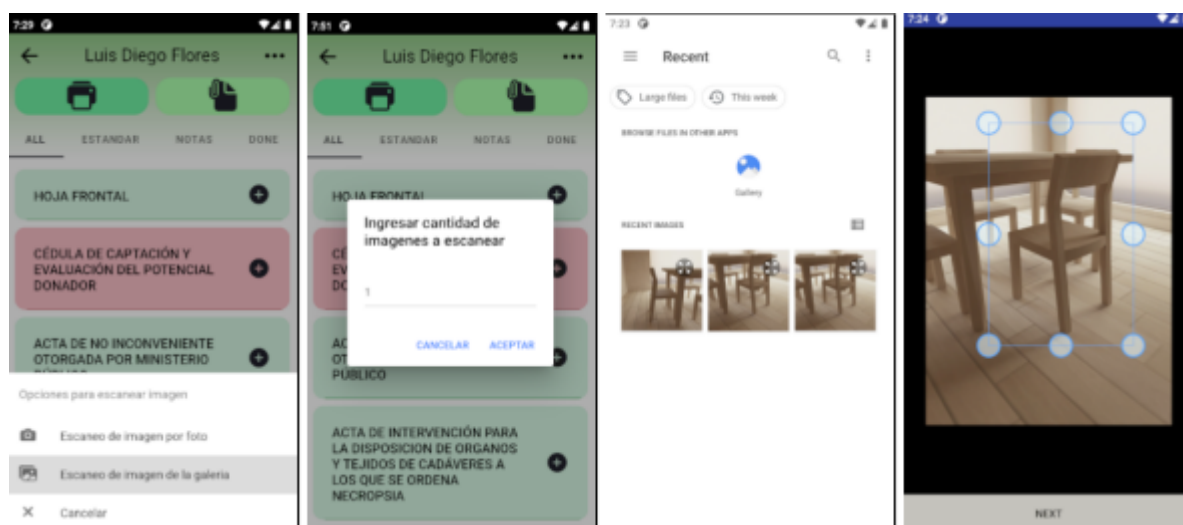 7:29
Luis Diego Flores
ALL ESTANDAR NOTAS DONE
HOJA FRONTAL
CÉDULA DE CAPTACIÓN Y
EVALUACIÓN DEL POTENCIAL
DONADOR
ACTA DE NO INCONVENIENTE
OTORGADA POR MINISTERIO
PÚBLICO
Opciones para escanear imagen
Escaneo de imagen por foto
Escaneo de imagen de la galeria
Cancelar
7:51
Luis Diego Flores
ALL ESTANDAR NOTAS DONE
HOJA FRONTAL
Ingresar cantidad de
imagenes a escanear
1
CANCELAR ACEPTAR
PÚBLICO
ACTA DE INTERVENCIÓN PARA
LA DISPOSICION DE ORGANOS
Y TEJIDOS DE CADÁVERES A
LOS QUE SE ORDENA
NECROPSIA
7:23
Recent
Large files This week
BROWSE FILES IN OTHER APPS
Gallery
RECENT IMAGES
7:24
NEXT